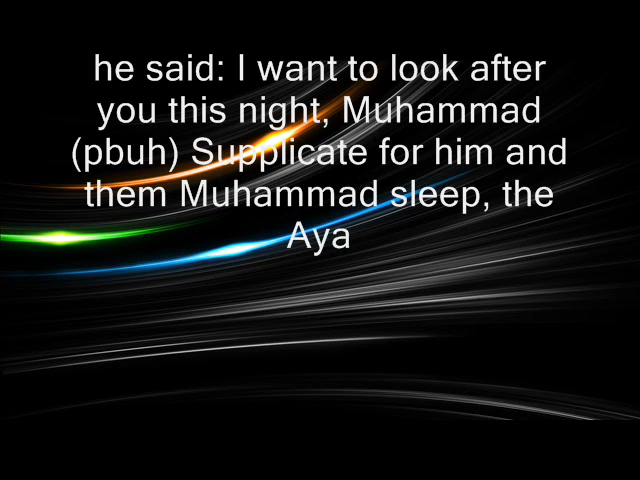 he said: I want to look after
you this night, Muhammad
(pbuh) Supplicate for him and
them Muhammad sleep, the
Aya